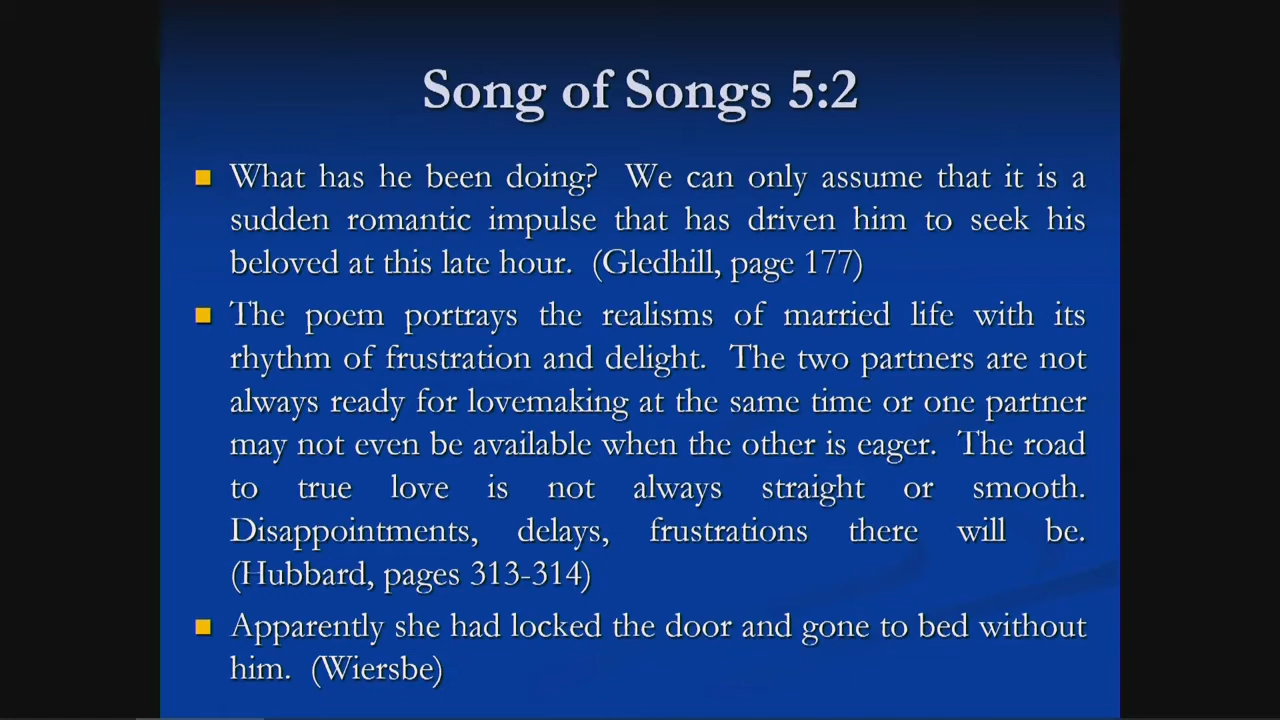 Song of Songs 5:2
What has he been doing? We can only assume that it is a
sudden romantic impulse that has driven him to seek his
beloved at this late hour. (Gledhill, page 177)
The poem portrays the realisms of married life with its
rhythm of frustration and delight. The two partners are not
always ready for lovemaking at the same time or one partner
may not even be available when the other is eager. The road
to true love is not always straight or smooth.
Disappointments, delays, frustrations there will be.
(Hubbard, pages 313-314)
Apparently she had locked the door and gone to bed without
him. (Wiersbe)